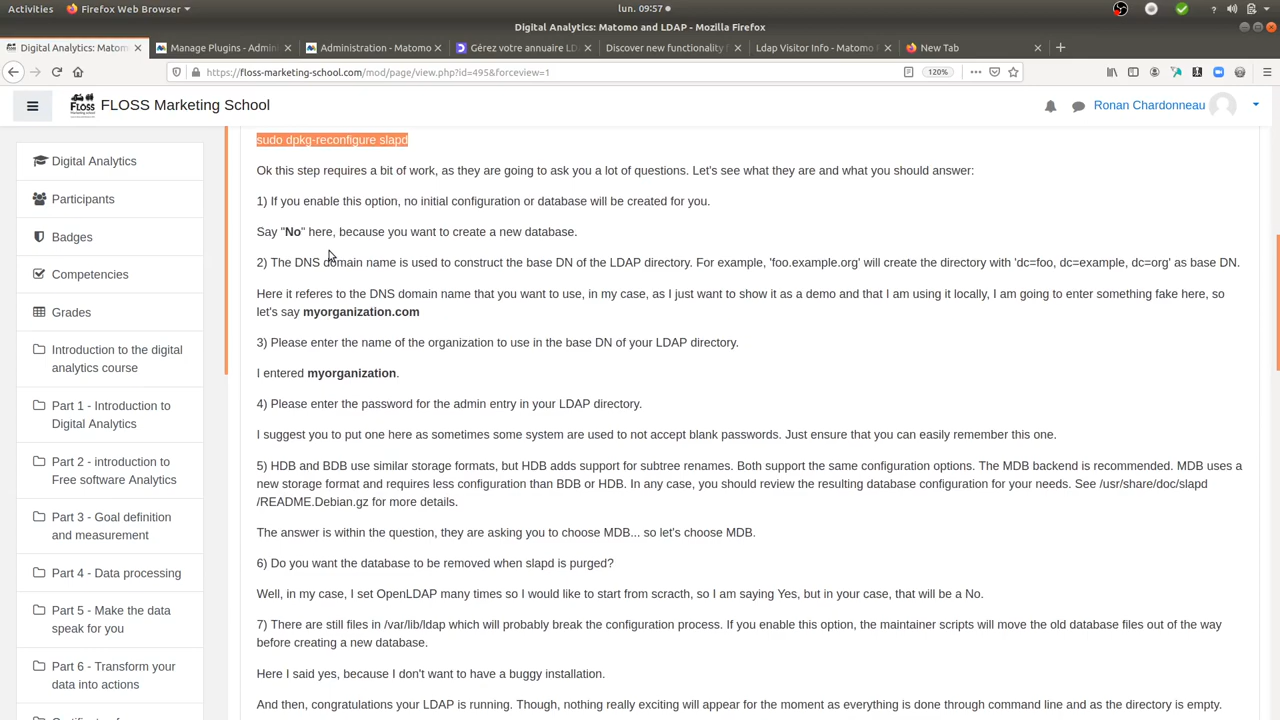 Activities
Firefox Web Browser
lun. 09:57
Digital Analytics: Matomo and LDAP - Mozilla Firefox
Digital Analytics: Matom
Manage Plugins - Admin
Administration - Matomo
Gérez votre annuaire LD
Discover new functionality
Ldap Visitor Info - Matomo
New Tab
https://floss-marketing-school.com/mod/page/view.php?id=495&forceview=1
120%
FLOSS Marketing School
Ronan Chardonneau
Digital Analytics
Participants
Badges
Competencies
Grades
Introduction to the digital
analytics course
Part 1 - Introduction to
Digital Analytics
Part 2 - introduction to
Free software Analytics
Part 3 - Goal definition
and measurement
Part 4 - Data processing
Part 5 - Make the data
speak for you
Part 6 - Transform your
data into actions
sudo dpkg-reconfigure slapd
Ok this step requires a bit of work, as they are going to ask you a lot of questions. Let's see what they are and what you should answer:
1) If you enable this option, no initial configuration or database will be created for you.
Say "No" here, because you want to create a new database.
2) The DNS domain name is used to construct the base DN of the LDAP directory. For example, 'foo.example.org' will create the directory with 'dc=foo, dc=example, dc=org' as base DN.
Here it referes to the DNS domain name that you want to use, in my case, as I just want to show it as a demo and that I am using it locally, I am going to enter something fake here, so
let's say myorganization.com
3) Please enter the name of the organization to use in the base DN of your LDAP directory.
I entered myorganization.
4) Please enter the password for the admin entry in your LDAP directory.
I suggest you to put one here as sometimes some system are used to not accept blank passwords. Just ensure that you can easily remember this one.
5) HDB and BDB use similar storage formats, but HDB adds support for subtree renames. Both support the same configuration options. The MDB backend is recommended. MDB uses a
new storage format and requires less configuration than BDB or HDB. In any case, you should review the resulting database configuration for your needs. See /usr/share/doc/slapd
/README.Debian.gz for more details.
The answer is within the question, they are asking you to choose MDB... so let's choose MDB.
6) Do you want the database to be removed when slapd is purged?
Well, in my case, I set OpenLDAP many times so I would like to start from scracth, so I am saying Yes, but in your case, that will be a No.
7) There are still files in /var/lib/ldap which will probably break the configuration process. If you enable this option, the maintainer scripts will move the old database files out of the way
before creating a new database.
Here I said yes, because I don't want to have a buggy installation.
And then, congratulations your LDAP is running. Though, nothing really exciting will appear for the moment as everything is done through command line and as the directory is empty.